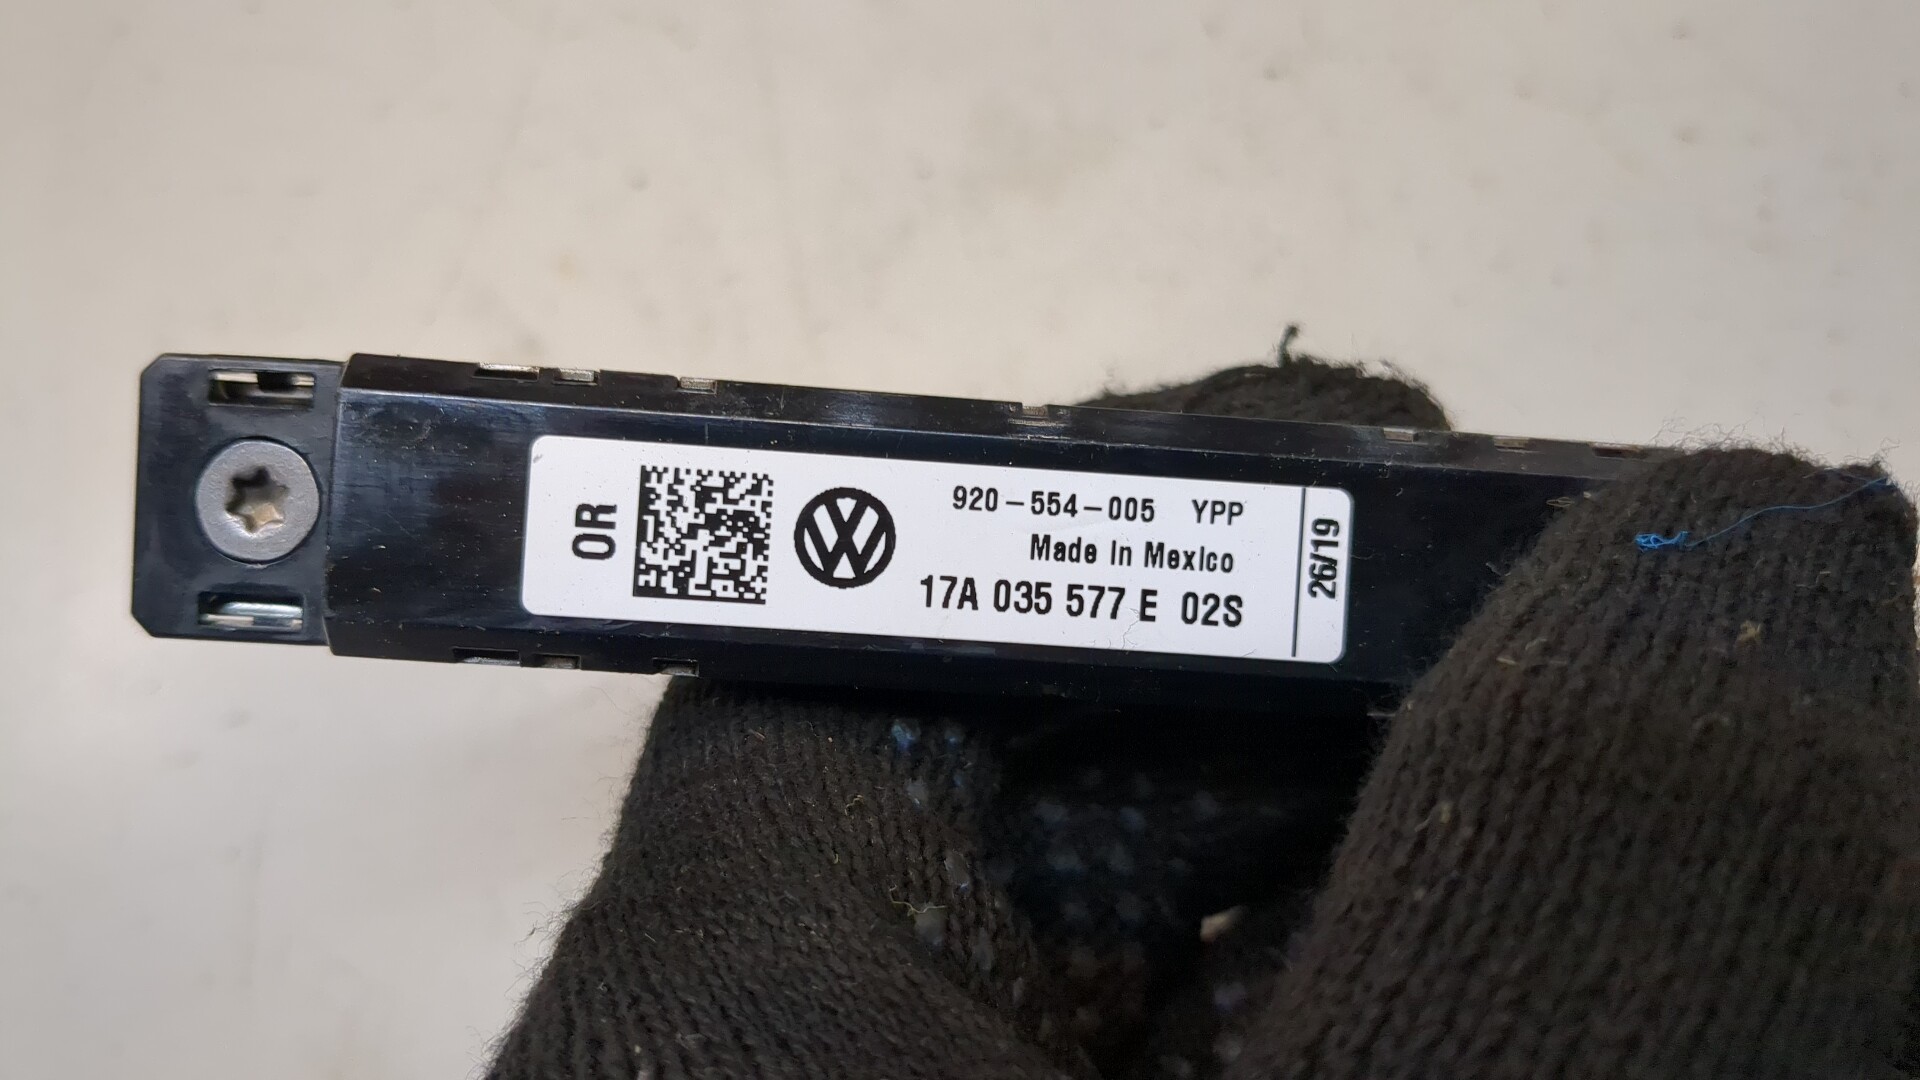 OR
920-554-005 YPP
Made in Mexico
17A 035 577 E 02S
26/19